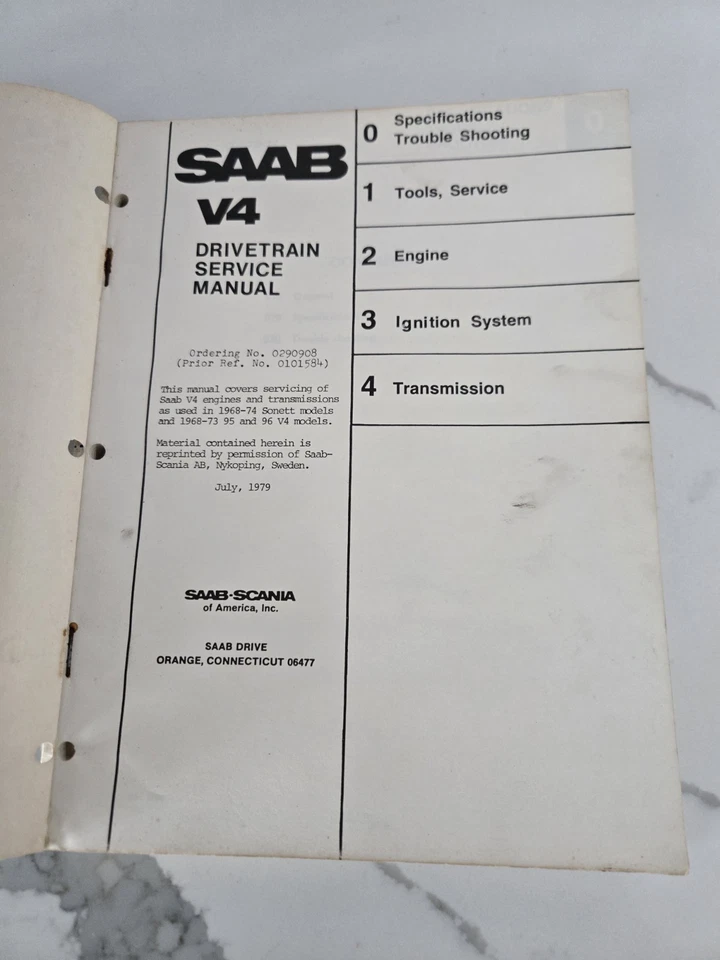 SAAB
V4
DRIVETRAIN
SERVICE
MANUAL
Ordering No. 0290908
(Prior Ref. No. 0101584)
This manual covers servicing of
Saab V4 engines and transmissions
as used in 1968-74 Sonett models
and 1968-73 95 and 96 V4 models.
Material contained herein is
reprinted by permission of Saab-
Scania AB, Nykoping, Sweden.
July, 1979
SAAB-SCANIA
of America, Inc.
SAAB DRIVE
ORANGE, CONNECTICUT 06477
0 Specifications
Trouble Shooting
0
1 Tools, Service
2 Engine
3 Ignition System
4 Transmission